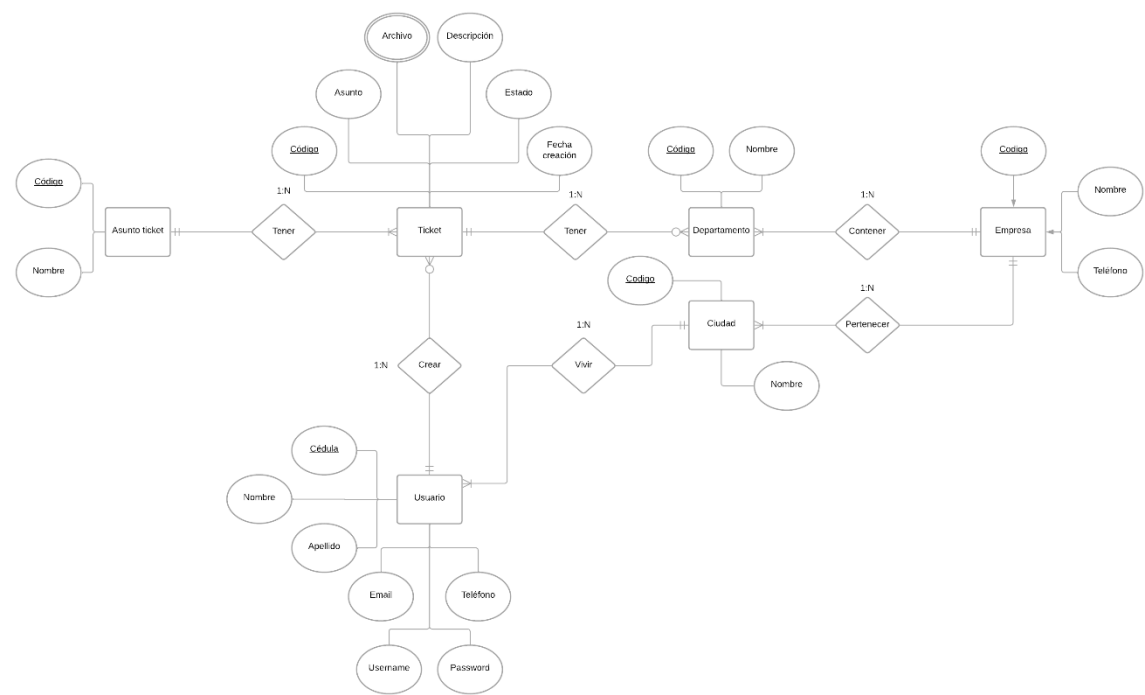 Archivo
Descripción
Asunto
Estado
Código
Fecha
creación
Código
Nombre
Codigo
Código
Nombre
1:N
1:N
1:N
Asunto ticket
Tener
Ticket
Tener
Departamento
Contener
Empresa
Nombre
Teléfono
Codigo
1:N
Ciudad
Pertenecer
1:N
Vivir
1:N
Crear
Nombre
Cédula
Nombre
Usuario
Apellido
Email
Teléfono
Username
Password